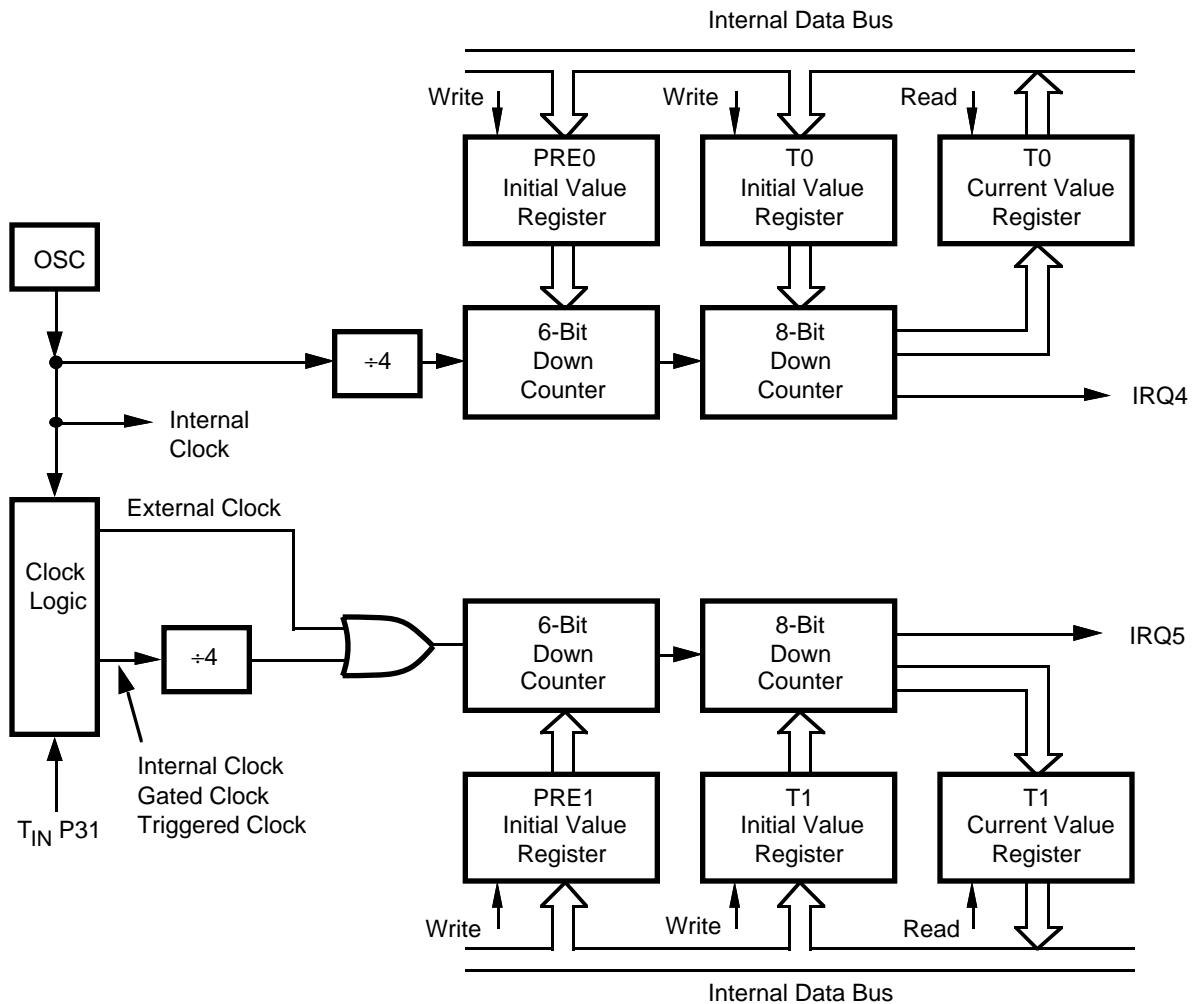 Internal Data Bus
Write
Write
Read
PRE0
Initial Value
Register
T0
Initial Value
Register
T0
Current Value
Register
OSC
÷4
6-Bit
Down
Counter
8-Bit
Down
Counter
IRQ4
Internal
Clock
External Clock
Clock
Logic
÷4
6-Bit
Down
Counter
8-Bit
Down
Counter
IRQ5
Internal Clock
Gated Clock
Triggered Clock
TIN P31
PRE1
Initial Value
Register
T1
Initial Value
Register
T1
Current Value
Register
Write
Write
Read
Internal Data Bus